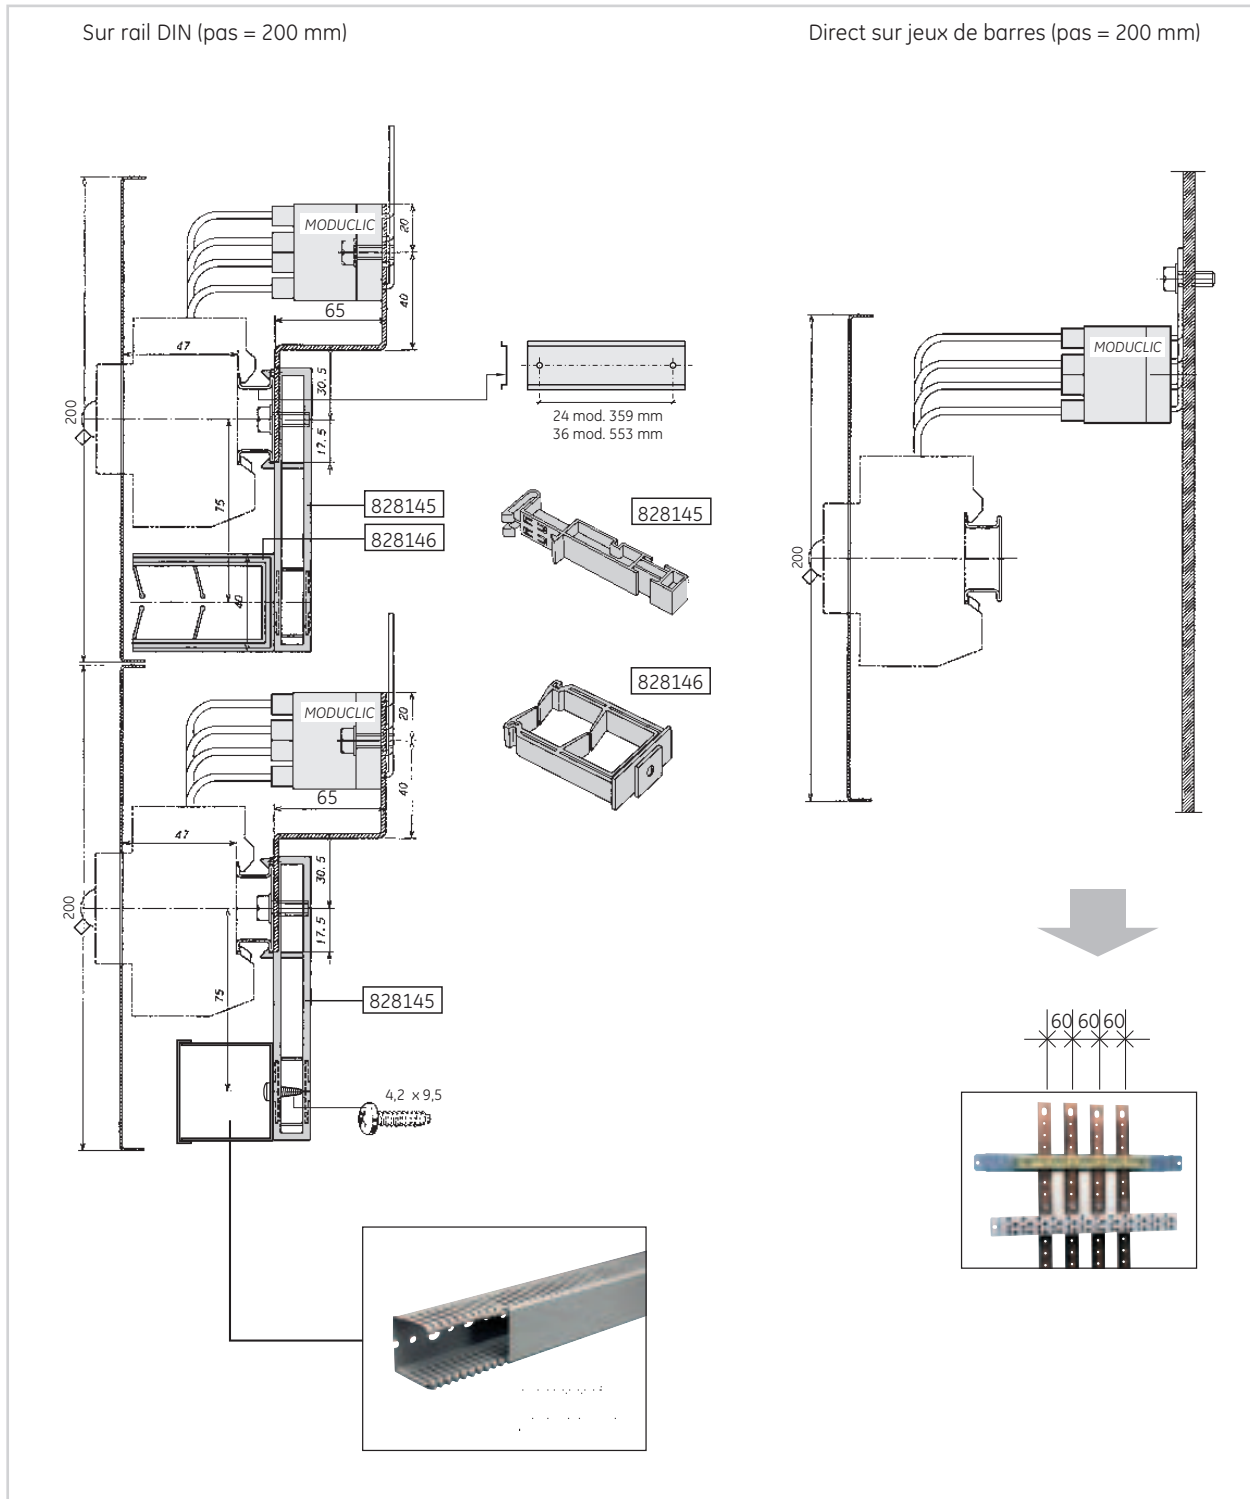 Sur rail DIN (pas = 200 mm)
Direct sur jeux de barres (pas = 200 mm)
MODUCLIC
20
40
65
47
30.5
17.5
200
75
40
24 mod. 359 mm
36 mod. 553 mm
828145
828146
828145
828146
MODUCLIC
200
MODUCLIC
20
40
65
47
30.5
17.5
200
75
828145
4,2 x 9,5
60 60 60